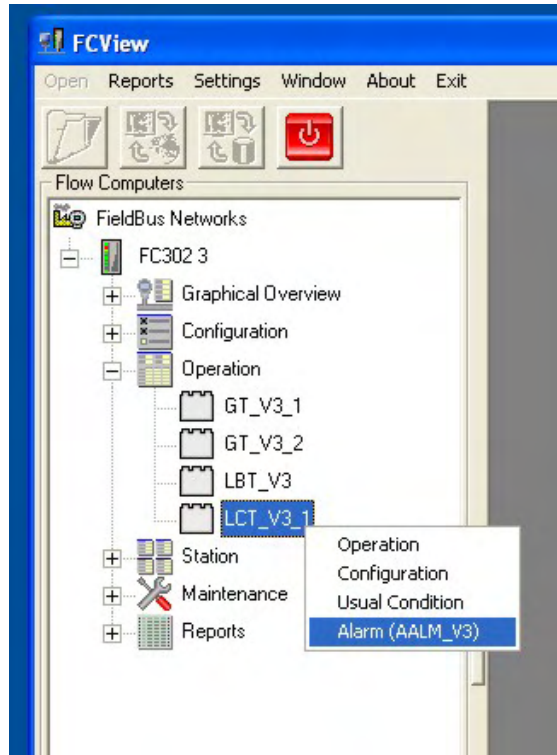 FCView
Open Reports Settings Window About Exit
Flow Computers
FieldBus Networks
FC302 3
Graphical Overview
Configuration
Operation
GT_V3_1
GT_V3_2
LBT_V3
LCT_V3_1
Station
Maintenance
Reports
Operation
Configuration
Usual Condition
Alarm (AALM_V3)